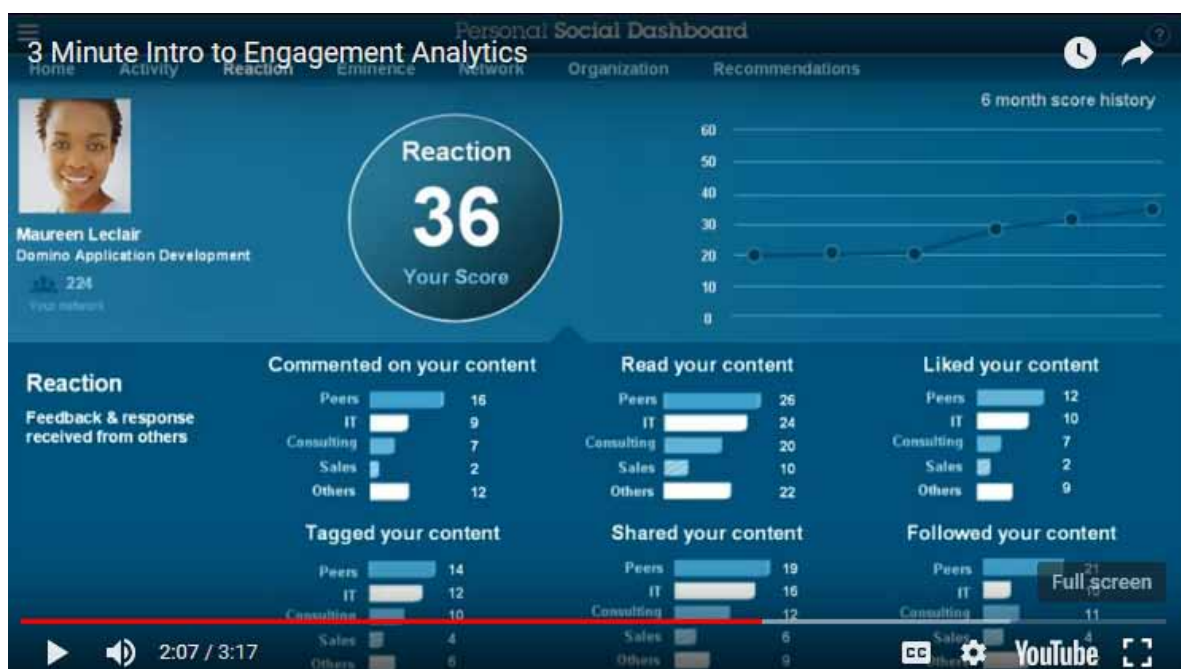 Personal Social Dashboard
3 Minute Intro to Engagement Analytics
Home Activity Reaction Eminence Network Organization Recommendations
?
6 month score history
60
50
40
30
20
10
0
Reaction
36
Your Score
Maureen Leclair
Domino Application Development
224
Your network
Reaction
Feedback & response
received from others
Commented on your content
Peers 16
IT 9
Consulting 7
Sales 2
Others 12
Read your content
Peers 26
IT 24
Consulting 20
Sales 10
Others 22
Liked your content
Peers 12
IT 10
Consulting 7
Sales 2
Others 9
Tagged your content
Peers 14
IT 12
Consulting 10
Sales 4
Others 6
Shared your content
Peers 19
IT 16
Consulting 12
Sales 6
Others 9
Followed your content
Peers 21
IT
Consulting 11
Sales 4
Full screen
2:07 / 3:17
CC
YouTube